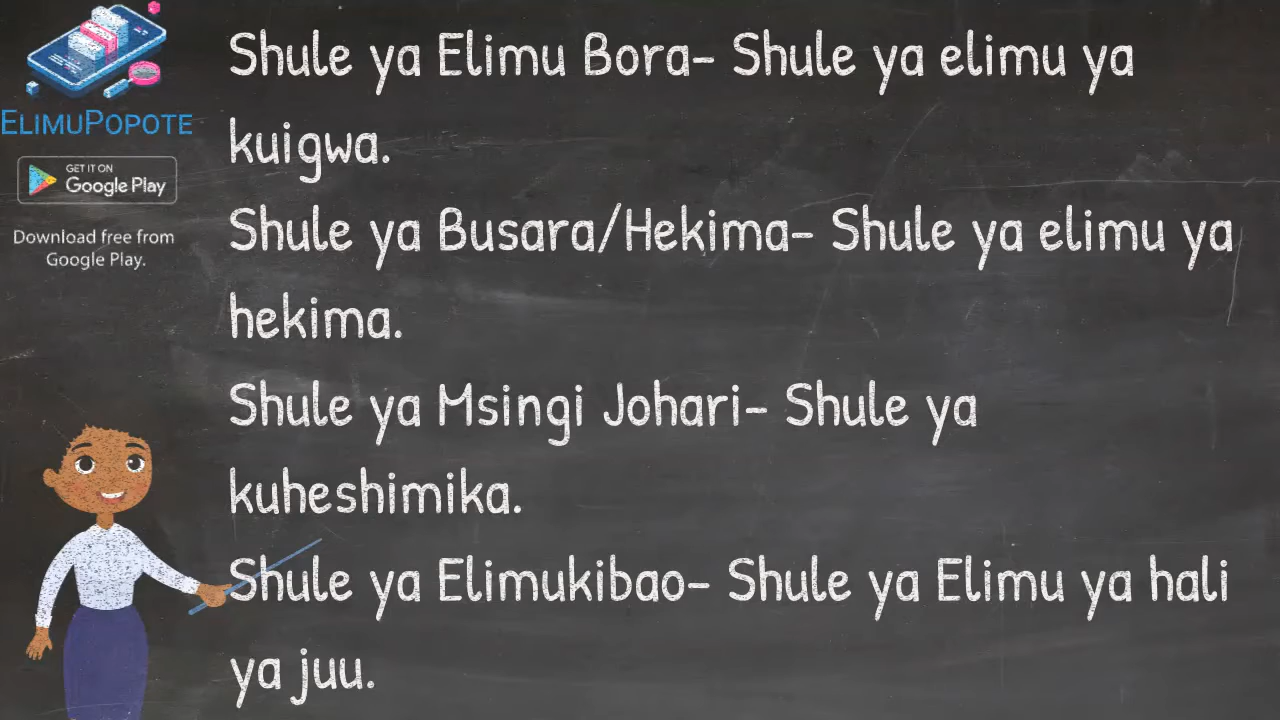 ELIMUPOPOTE
GET IT ON
Google Play
Download free from
Google Play.
Shule ya Elimu Bora- Shule ya elimu ya
kuigwa.
Shule ya Busara/Hekima- Shule ya elimu ya
hekima.
Shule ya Msingi Johari- Shule ya
kuheshimika.
Shule ya Elimukibao- Shule ya Elimu ya hali
ya juu.